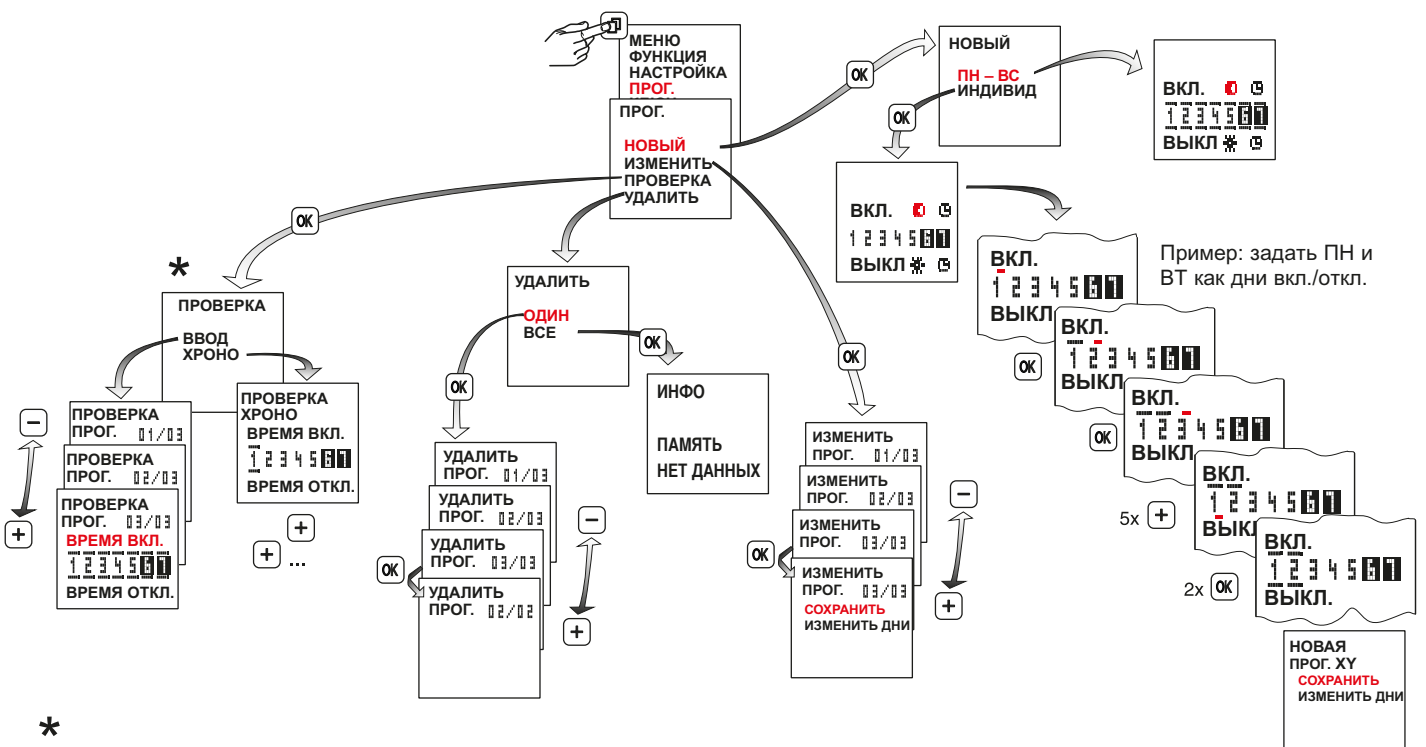 МЕНЮ
ФУНКЦИЯ
НАСТРОЙКА
ПРОГ.
ПРОГ.
НОВЫЙ
ИЗМЕНИТЬ
ПРОВЕРКА
УДАЛИТЬ
OK
НОВЫЙ
ПН – ВС
ИНДИВИД
OK
ВКЛ.
1 2 3 4 5 6 7
ВЫКЛ
ВКЛ.
1 2 3 4 5 6 7
ВЫКЛ
Пример: задать ПН и
ВТ как дни вкл./откл.
ВКЛ.
1 2 3 4 5 6 7
ВЫКЛ
OK
ВКЛ.
1 2 3 4 5 6 7
ВЫКЛ
OK
ВКЛ.
1 2 3 4 5 6 7
ВЫКЛ
5x +
ВКЛ.
1 2 3 4 5 6 7
ВЫКЛ
2x OK
ВКЛ.
1 2 3 4 5 6 7
ВЫКЛ.
НОВАЯ
ПРОГ. XY
СОХРАНИТЬ
ИЗМЕНИТЬ ДНИ
OK
*
ПРОВЕРКА
ВВОД
ХРОНО
ПРОВЕРКА
ПРОГ. 01/03
ПРОВЕРКА
ПРОГ. 02/03
ПРОВЕРКА
ПРОГ. 03/03
ВРЕМЯ ВКЛ.
1 2 3 4 5 6 7
ВРЕМЯ ОТКЛ.
−
+
ПРОВЕРКА
ХРОНО
ВРЕМЯ ВКЛ.
1 2 3 4 5 6 7
ВРЕМЯ ОТКЛ.
+
+ ...
УДАЛИТЬ
ОДИН
ВСЕ
OK
OK
ИНФО
ПАМЯТЬ
НЕТ ДАННЫХ
УДАЛИТЬ
ПРОГ. 01/03
УДАЛИТЬ
ПРОГ. 02/03
УДАЛИТЬ
ПРОГ. 03/03
OK
УДАЛИТЬ
ПРОГ. 02/02
−
+
OK
ИЗМЕНИТЬ
ПРОГ. 01/03
ИЗМЕНИТЬ
ПРОГ. 02/03
ИЗМЕНИТЬ
ПРОГ. 03/03
OK
ИЗМЕНИТЬ
ПРОГ. 03/03
СОХРАНИТЬ
ИЗМЕНИТЬ ДНИ
−
+
*